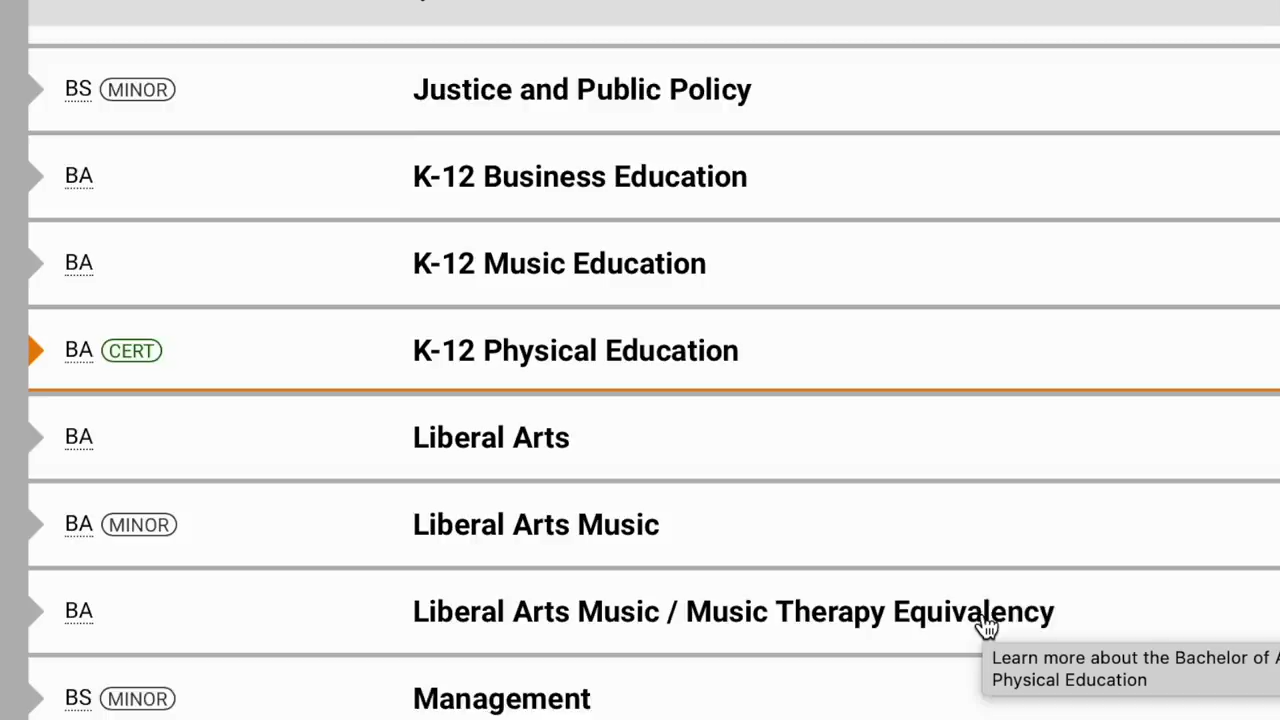 BS MINOR Justice and Public Policy
BA K-12 Business Education
BA K-12 Music Education
BA CERT K-12 Physical Education
BA Liberal Arts
BA MINOR Liberal Arts Music
BA Liberal Arts Music / Music Therapy Equivalency
Learn more about the Bachelor of
Physical Education
BS MINOR Management